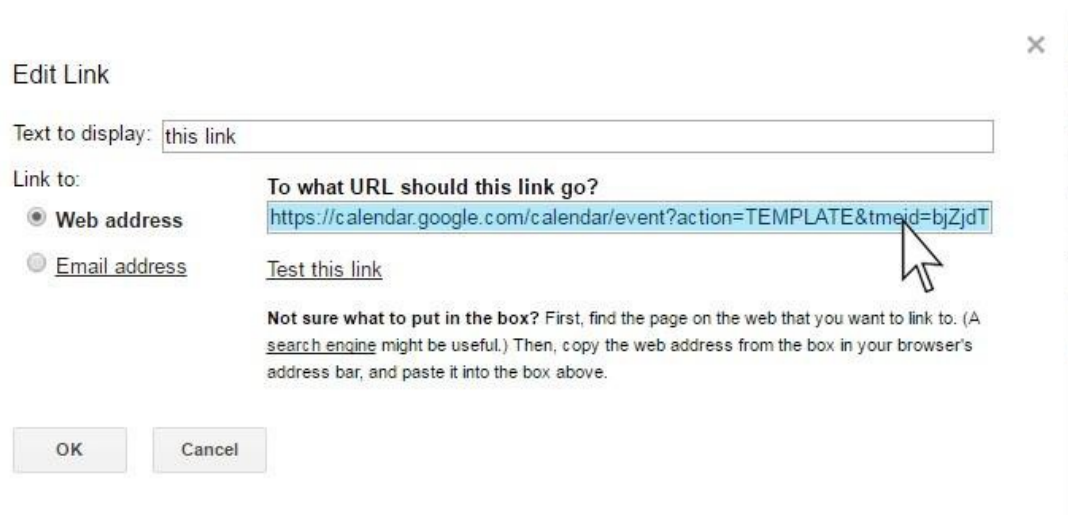 Edit Link
Text to display: this link
Link to:
To what URL should this link go?
Web address
https://calendar.google.com/calendar/event?action=TEMPLATE&tmeid=bjZjdT
Email address
Test this link
Not sure what to put in the box? First, find the page on the web that you want to link to. (A
search engine might be useful.) Then, copy the web address from the box in your browser's
address bar, and paste it into the box above.
OK
Cancel